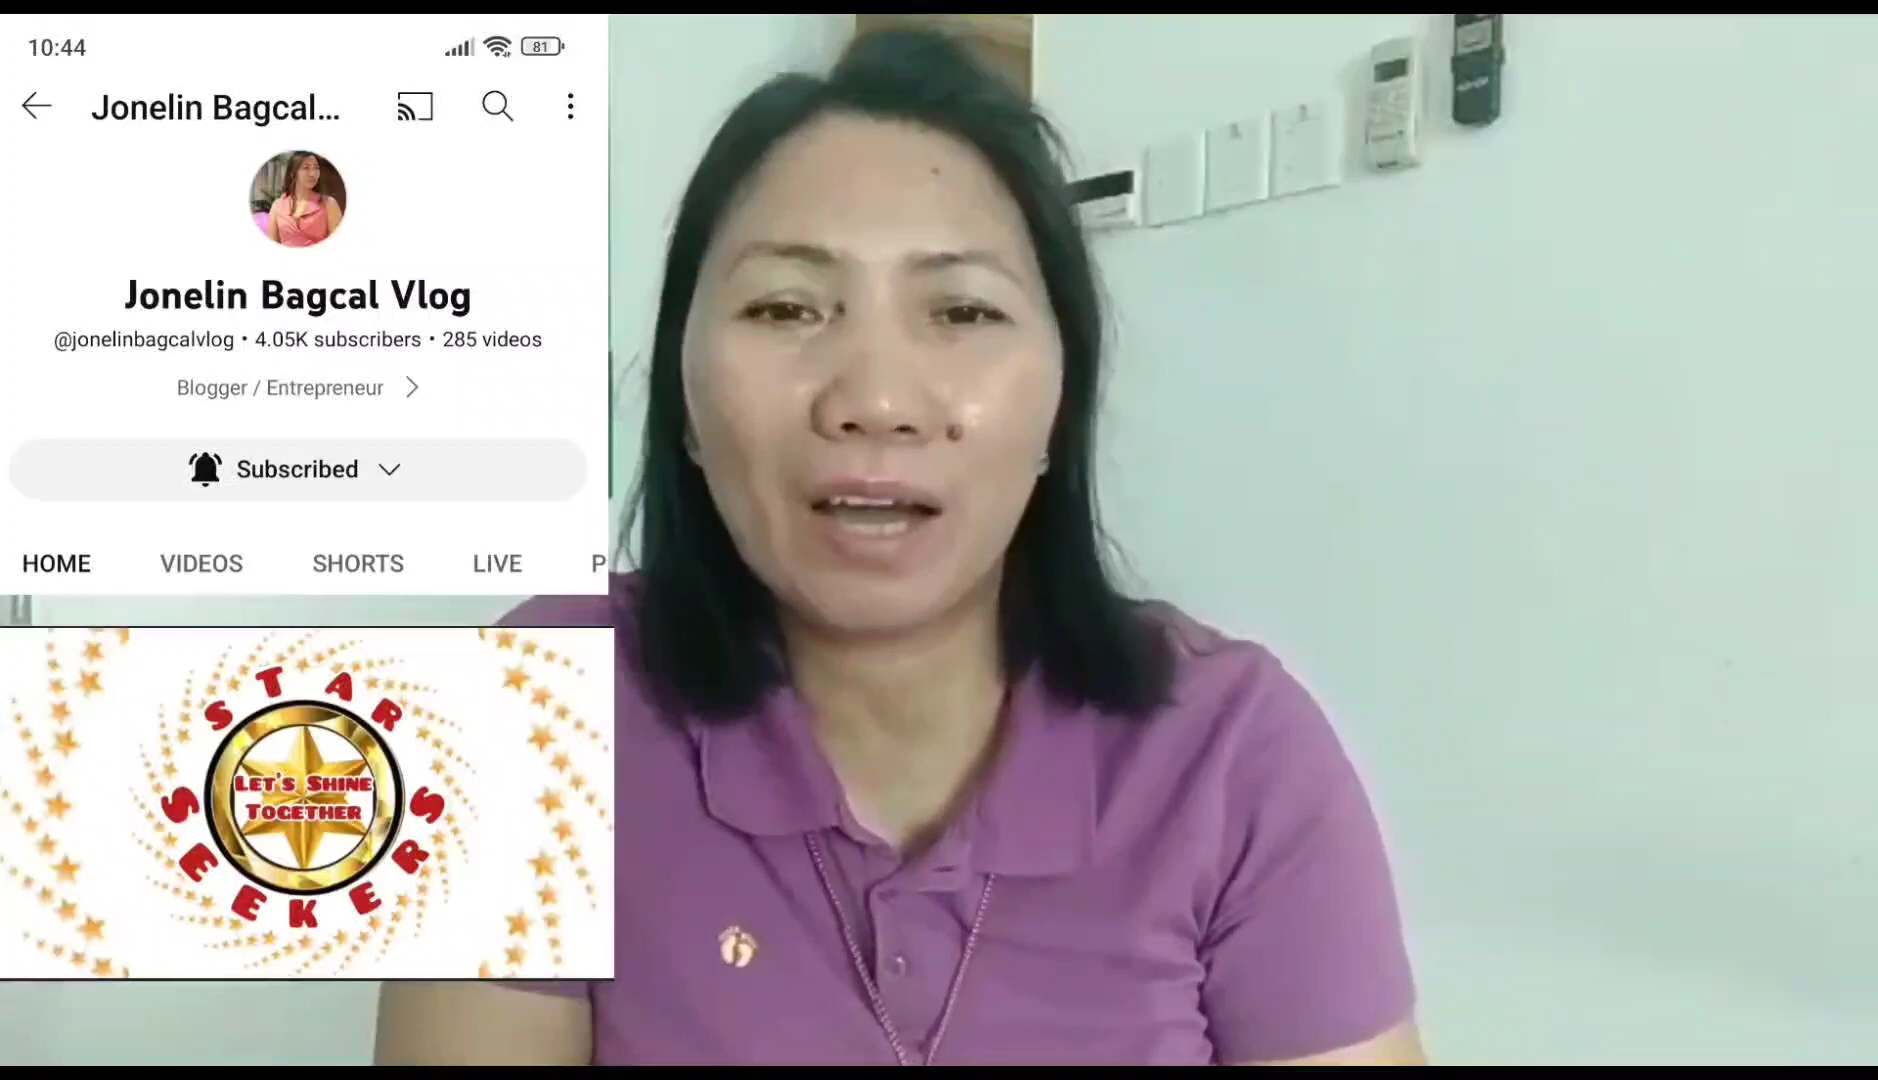 10:44
81
Jonelin Bagcal...
Jonelin Bagcal Vlog
@jonelinbagcalvlog • 4.05K subscribers • 285 videos
Blogger / Entrepreneur
Subscribed
HOME VIDEOS SHORTS LIVE P
STAR
LET'S SHINE
TOGETHER
SEEKERS